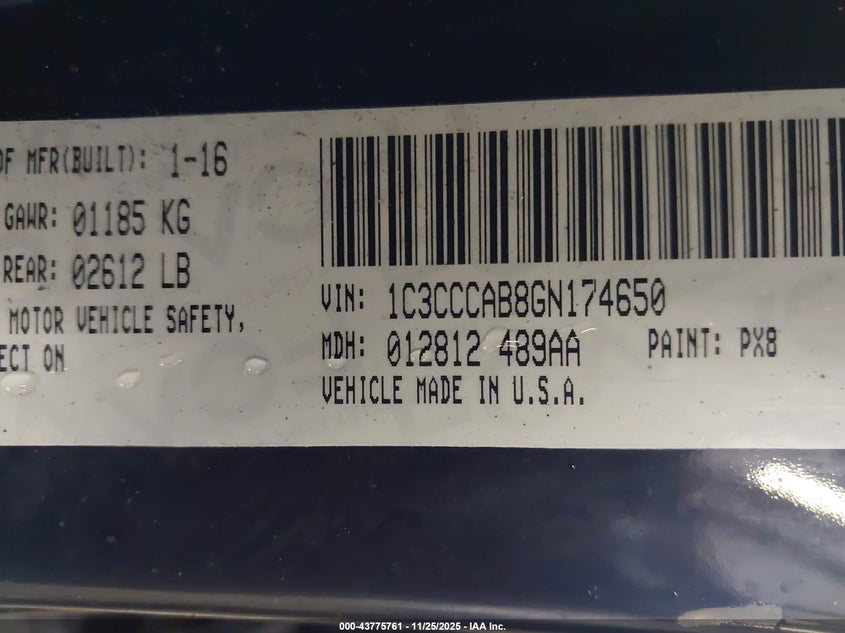 OF MFR(BUILT): 1-16
GAWR: 01185 KG
REAR: 02612 LB
MOTOR VEHICLE SAFETY,
ECT ON
VIN: 1C3CCCAB8GN174650
MDH: 012812 489AA PAINT: PX8
VEHICLE MADE IN U.S.A.
000-43775761 - 11/25/2025 - IAA Inc.